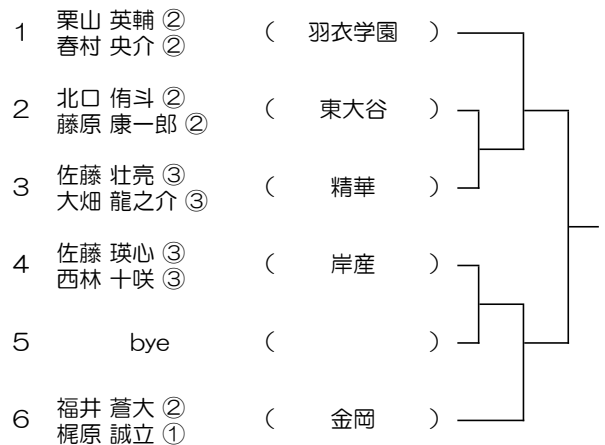 1 栗山 英輔 ② ( 羽衣学園 )
春村 央介 ②
2 北口 侑斗 ② ( 東大谷 )
藤原 康一郎 ②
3 佐藤 壮亮 ③ ( 精華 )
大畑 龍之介 ③
4 佐藤 瑛心 ③ ( 岸産 )
西林 十咲 ③
5 bye ( )
6 福井 蒼大 ② ( 金岡 )
梶原 誠立 ①